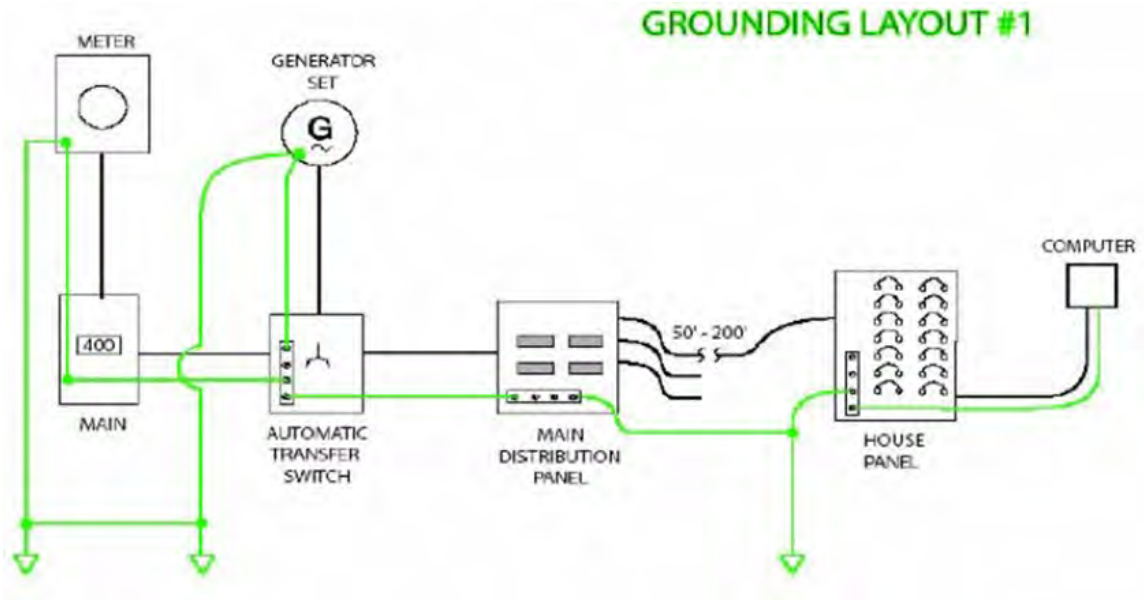 GROUNDING LAYOUT #1
METER
GENERATOR
SET
G
400
MAIN
AUTOMATIC
TRANSFER
SWITCH
MAIN
DISTRIBUTION
PANEL
50' - 200'
HOUSE
PANEL
COMPUTER